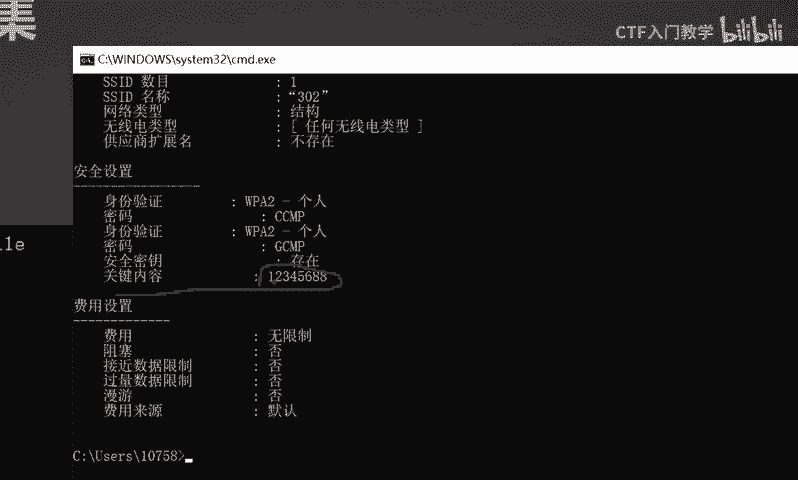 集
CTF入门教学 bilibili
C:\WINDOWS\system32\cmd.exe
SSID 数目 : 1
SSID 名称 :“302”
网络类型 : 结构
无线电类型 : [ 任何无线电类型 ]
供应商扩展名 : 不存在
安全设置
-----------------
身份验证 : WPA2 - 个人
密码 : CCMP
身份验证 : WPA2 - 个人
密码 : GCMP
安全密钥 : 存在
关键内容 : 12345688
费用设置
-------------
费用 : 无限制
阻塞 : 否
接近数据限制 : 否
过量数据限制 : 否
漫游 : 否
费用来源 : 默认
C:\Users\10758>